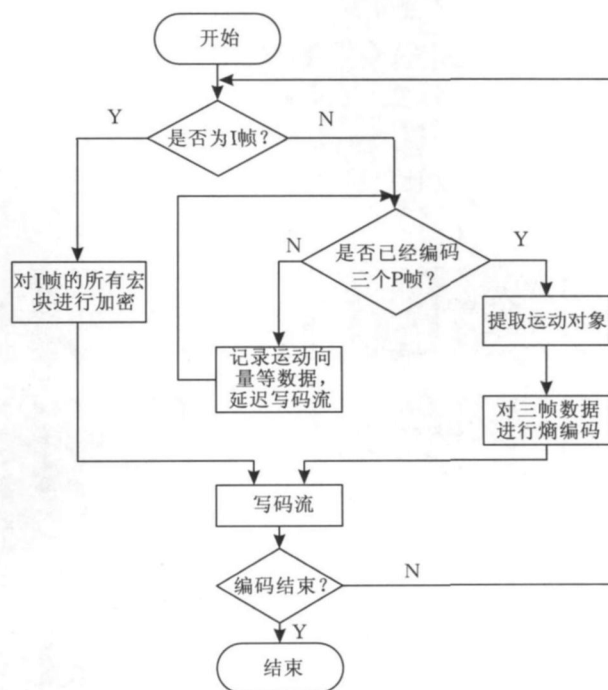 开始
Y
N
是否为I帧?
N
是否已经编码
三个P帧?
Y
对I帧的所有宏
块进行加密
提取运动对象
记录运动向
量等数据，
延迟写码流
对三帧数据
进行熵编码
写码流
编码结束?
N
Y
结束